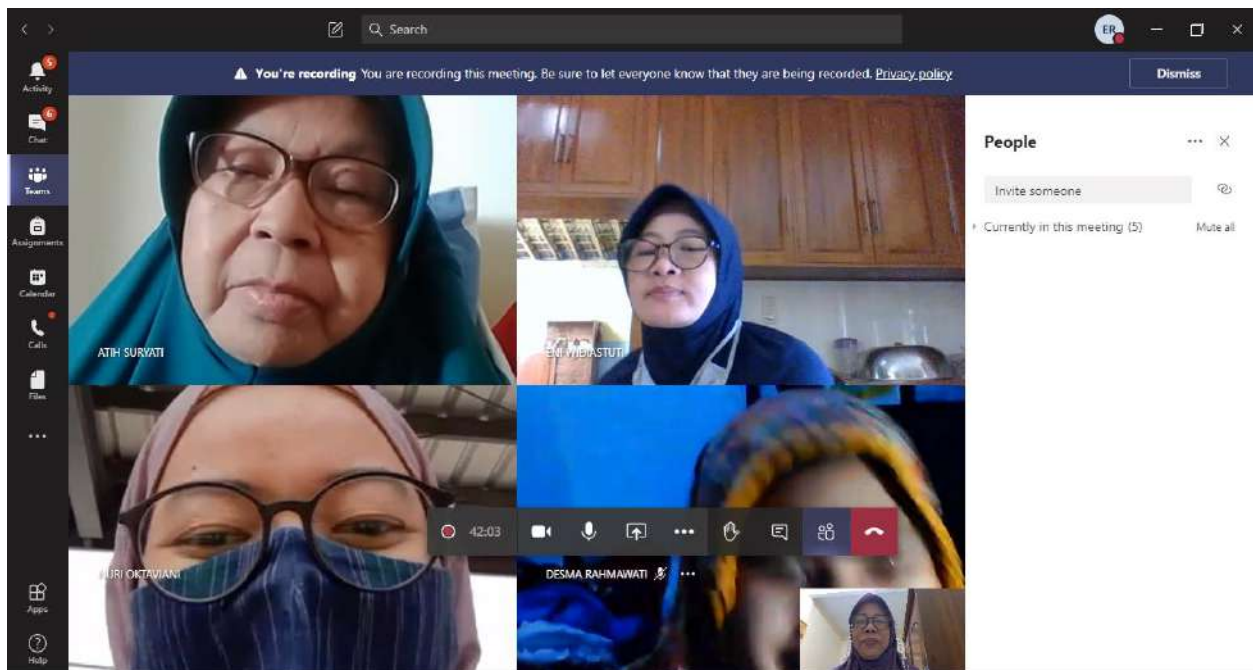 Search
ER
5
Activity
6
Chat
Teams
Assignments
Calendar
Calls
Files
Apps
Help
You're recording You are recording this meeting. Be sure to let everyone know that they are being recorded. Privacy policy
Dismiss
ATIH SURYATI
ENI WIDIASTUTI
NURI OKTAVIANI
DESMA RAHMAWATI
42:03
People
Invite someone
Currently in this meeting (5)
Mute all